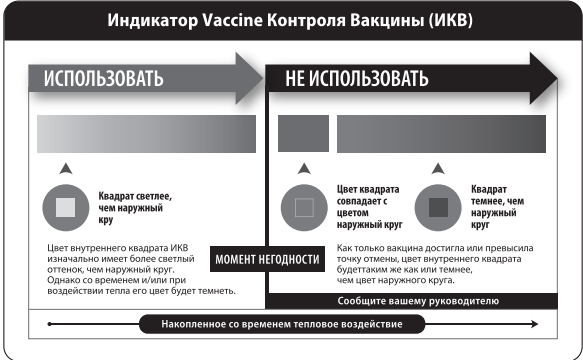 Индикатор Vaccine Контроля Вакцины (ИКВ)
ИСПОЛЬЗОВАТЬ
НЕ ИСПОЛЬЗОВАТЬ
Квадрат светлее,
чем наружный
кру
Цвет квадрата
совпадает с
цветом
наружный круг
Квадрат
темнее, чем
наружный
круг
Цвет внутреннего квадрата ИКВ
изначально имеет более светлый
оттенок, чем наружный круг.
Однако со временем и/или при
воздействии тепла его цвет будет темнеть.
МОМЕНТ НЕГОДНОСТИ
Как только вакцина достигла или превысила
точку отмены, цвет внутреннего квадрата
будеттаким же как или темнее,
чем цвет наружного круга.
Сообщите вашему руководителю
Накопленное со временем тепловое воздействие